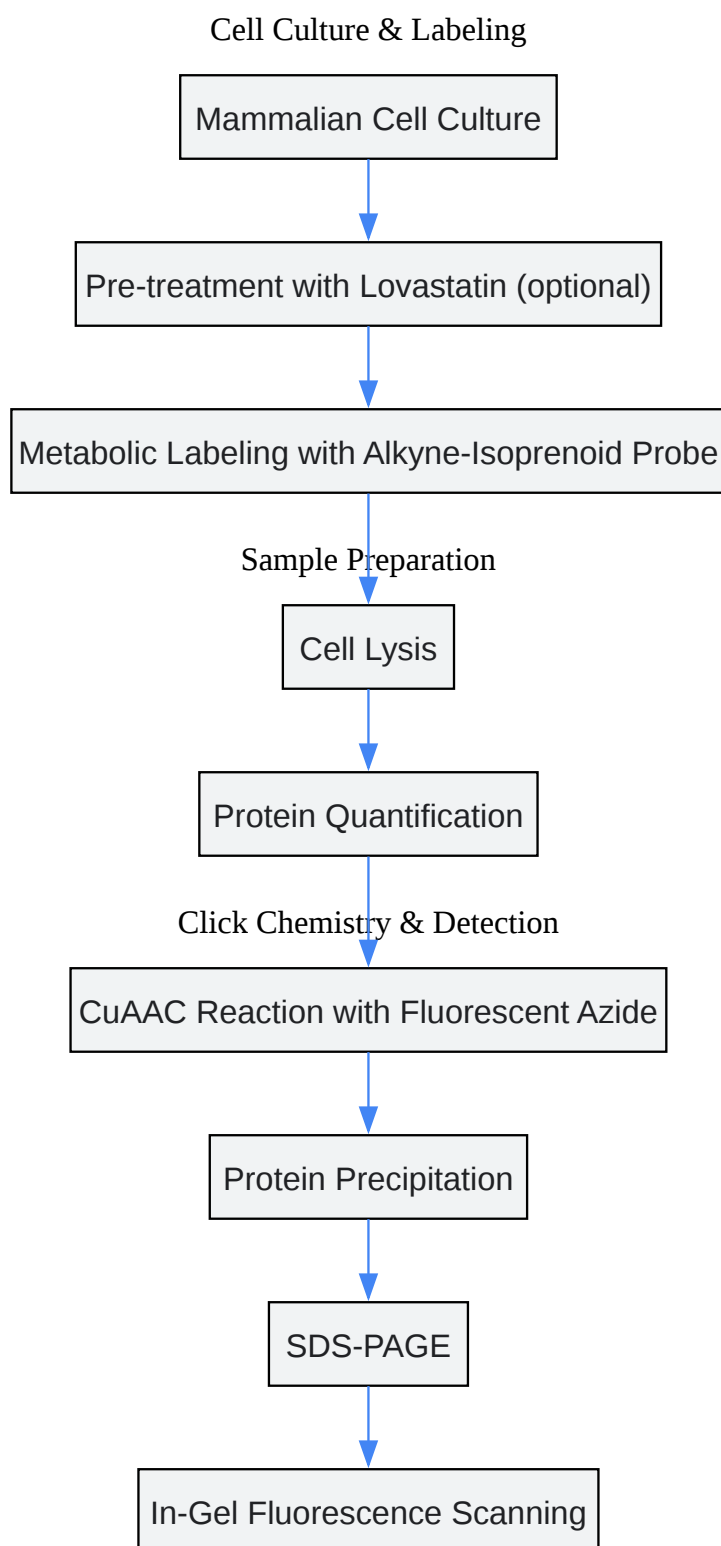 Cell Culture & Labeling
Mammalian Cell Culture
Pre-treatment with Lovastatin (optional)
Metabolic Labeling with Alkyne-Isoprenoid Probe
Sample Preparation
Cell Lysis
Protein Quantification
Click Chemistry & Detection
CuAAC Reaction with Fluorescent Azide
Protein Precipitation
SDS-PAGE
In-Gel Fluorescence Scanning